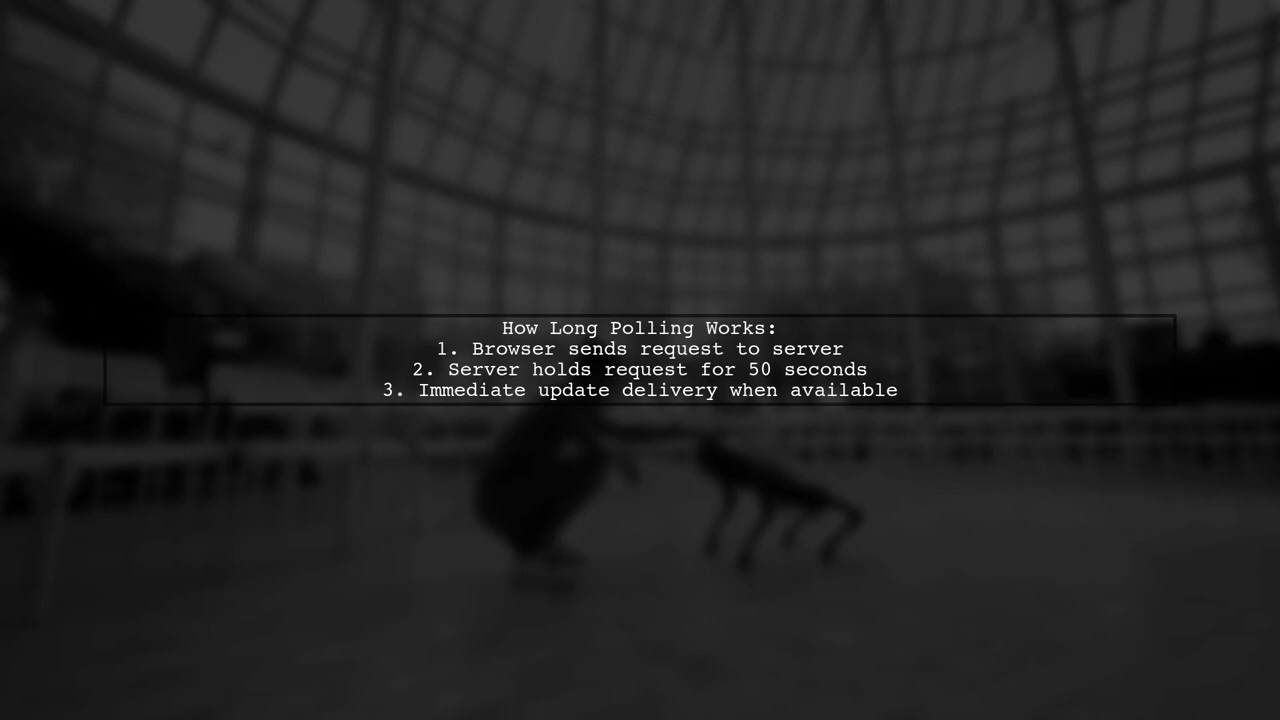 How Long Polling Works:
1. Browser sends request to server
2. Server holds request for 50 seconds
3. Immediate update delivery when available